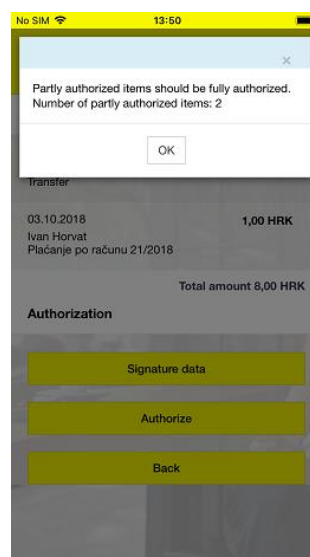 No SIM 13:50
×
Partly authorized items should be fully authorized.
Number of partly authorized items: 2
OK
Transfer
03.10.2018 1,00 HRK
Ivan Horvat
Plaćanje po računu 21/2018
Total amount 8,00 HRK
Authorization
Signature data
Authorize
Back